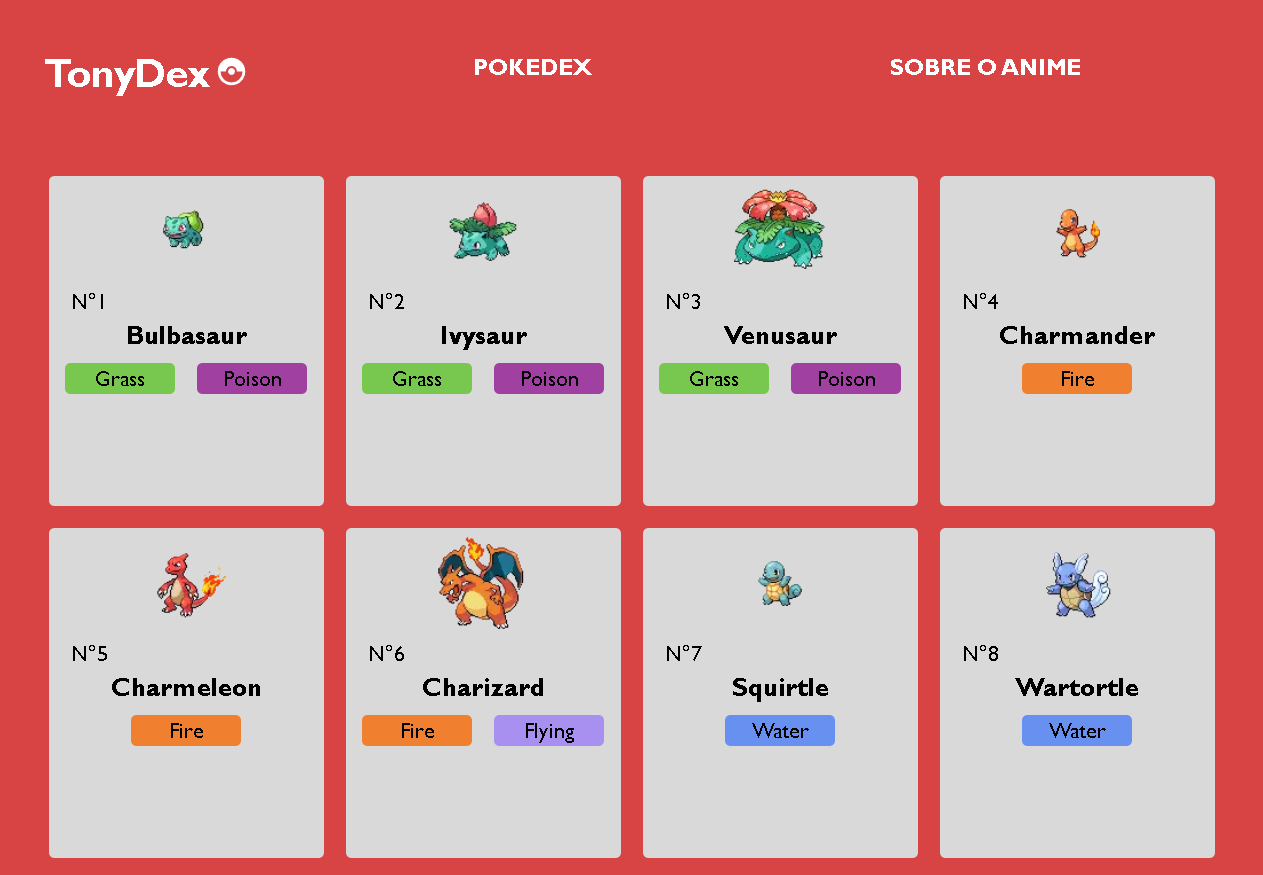 TonyDex
POKEDEX
SOBRE O ANIME
N°1
Bulbasaur
Grass
Poison
N°2
Ivysaur
Grass
Poison
N°3
Venusaur
Grass
Poison
N°4
Charmander
Fire
N°5
Charmeleon
Fire
N°6
Charizard
Fire
Flying
N°7
Squirtle
Water
N°8
Wartortle
Water